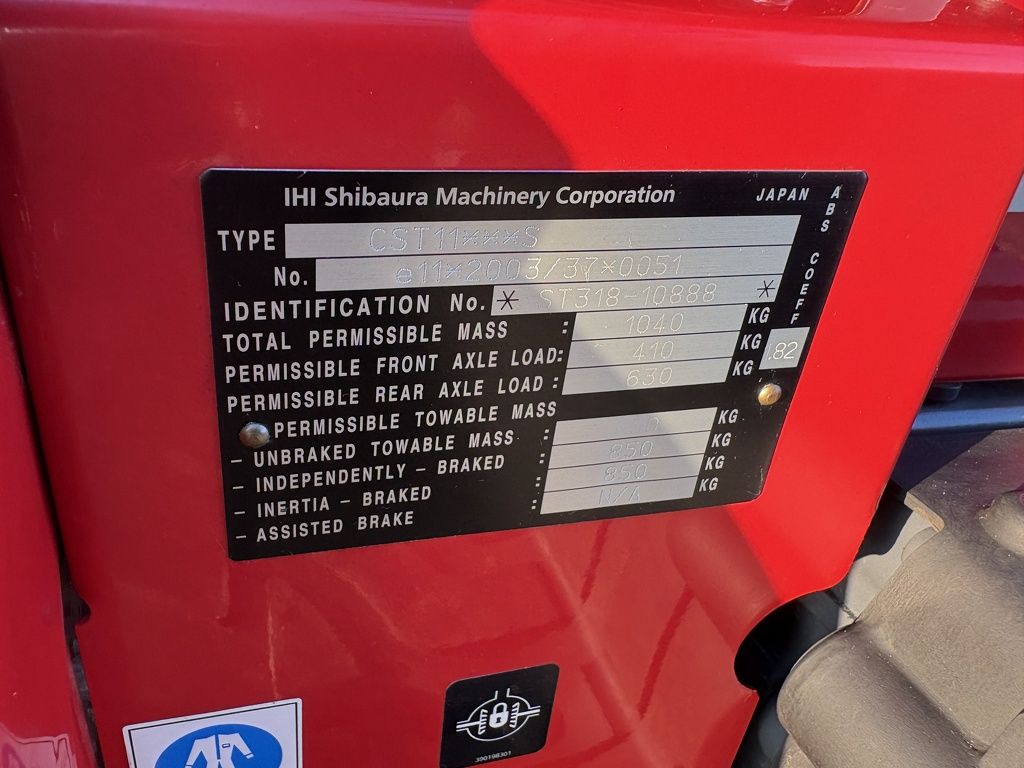 IHI Shibaura Machinery Corporation JAPAN
TYPE CST11***S
No. e11*2003/37*0051
IDENTIFICATION No. * ST318-10888 *
TOTAL PERMISSIBLE MASS : 1040 KG
PERMISSIBLE FRONT AXLE LOAD: 410 KG
PERMISSIBLE REAR AXLE LOAD : 630 KG
PERMISSIBLE TOWABLE MASS
- UNBRAKED TOWABLE MASS : KG
- INDEPENDENTLY - BRAKED : 850 KG
- INERTIA - BRAKED : 850 KG
- ASSISTED BRAKE : N/A KG
ABS COEFF
.82
390198301